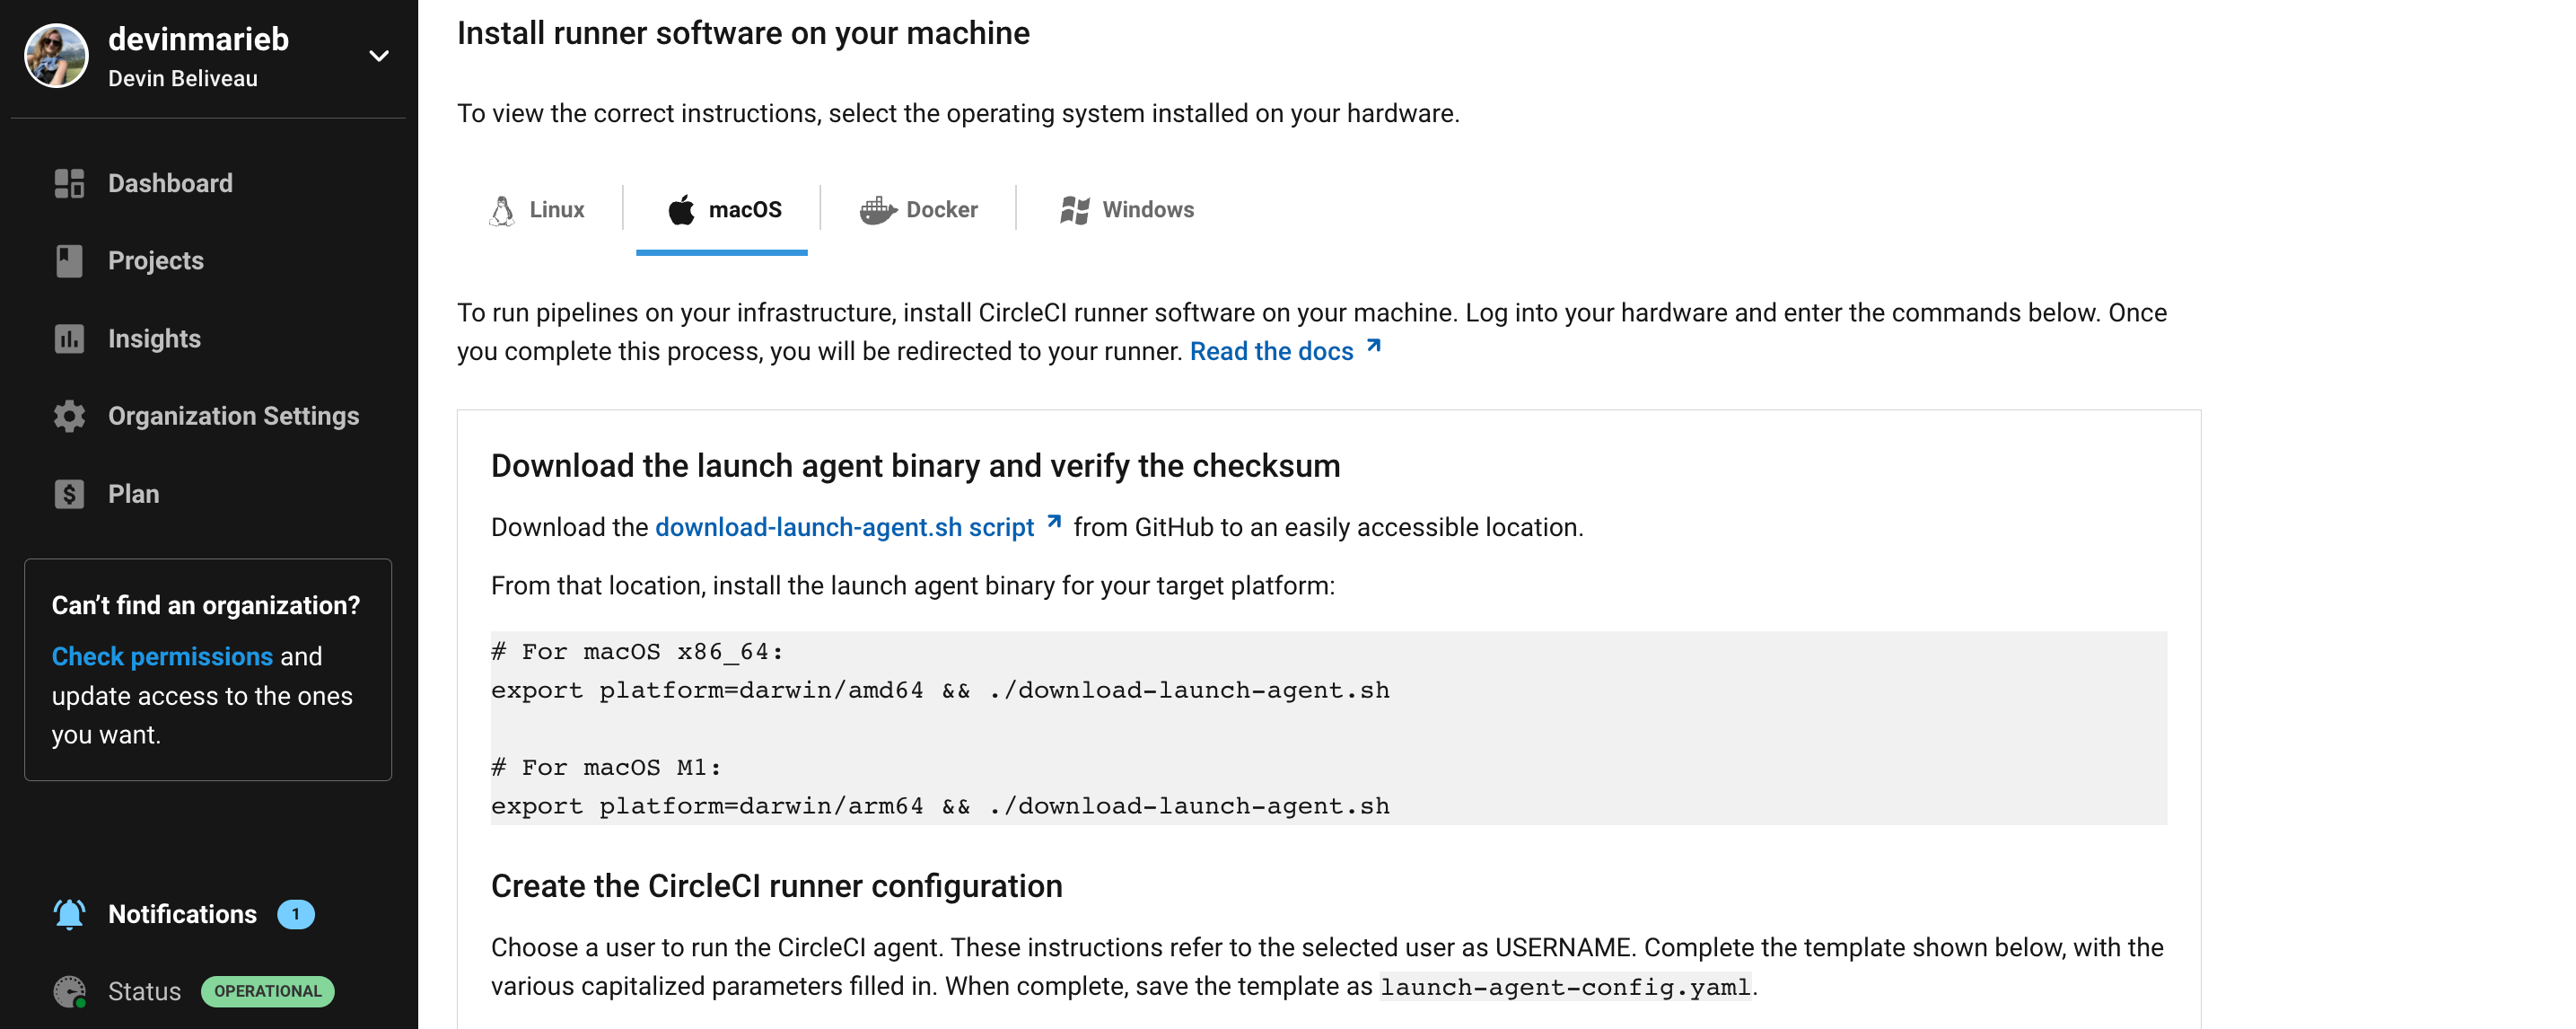 devinmarieb
Devin Beliveau
Dashboard
Projects
Insights
Organization Settings
Plan
Can’t find an organization?
Check permissions and
update access to the ones
you want.
Notifications 1
Status OPERATIONAL
Install runner software on your machine
To view the correct instructions, select the operating system installed on your hardware.
Linux macOS Docker Windows
To run pipelines on your infrastructure, install CircleCI runner software on your machine. Log into your hardware and enter the commands below. Once
you complete this process, you will be redirected to your runner. Read the docs
Download the launch agent binary and verify the checksum
Download the download-launch-agent.sh script from GitHub to an easily accessible location.
From that location, install the launch agent binary for your target platform:
# For macOS x86_64:
export platform=darwin/amd64 && ./download-launch-agent.sh
# For macOS M1:
export platform=darwin/arm64 && ./download-launch-agent.sh
Create the CircleCI runner configuration
Choose a user to run the CircleCI agent. These instructions refer to the selected user as USERNAME. Complete the template shown below, with the
various capitalized parameters filled in. When complete, save the template as launch-agent-config.yaml.